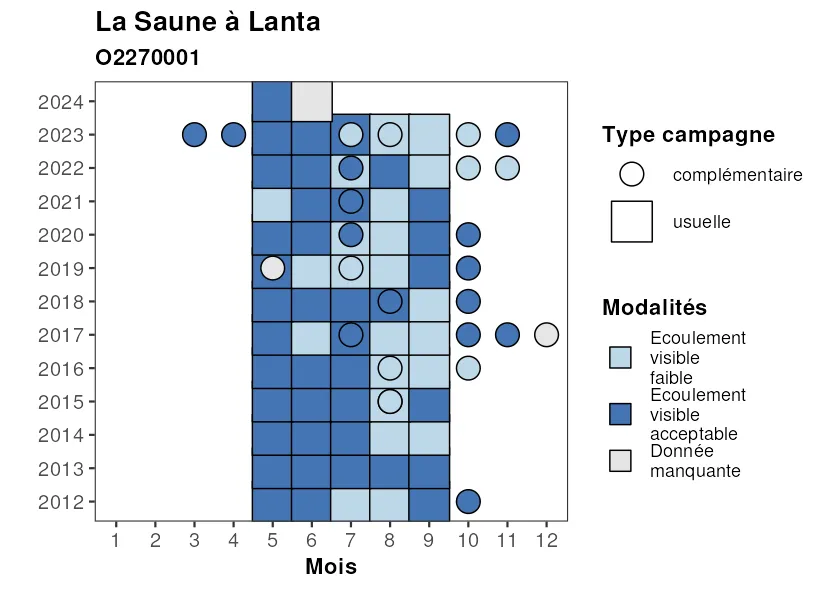 La Saune à Lanta
O2270001
2024
2023
2022
2021
2020
2019
2018
2017
2016
2015
2014
2013
2012
1 2 3 4 5 6 7 8 9 10 11 12
Mois
Type campagne
complémentaire
usuelle
Modalités
Ecoulement
visible
faible
Ecoulement
visible
acceptable
Donnée
manquante